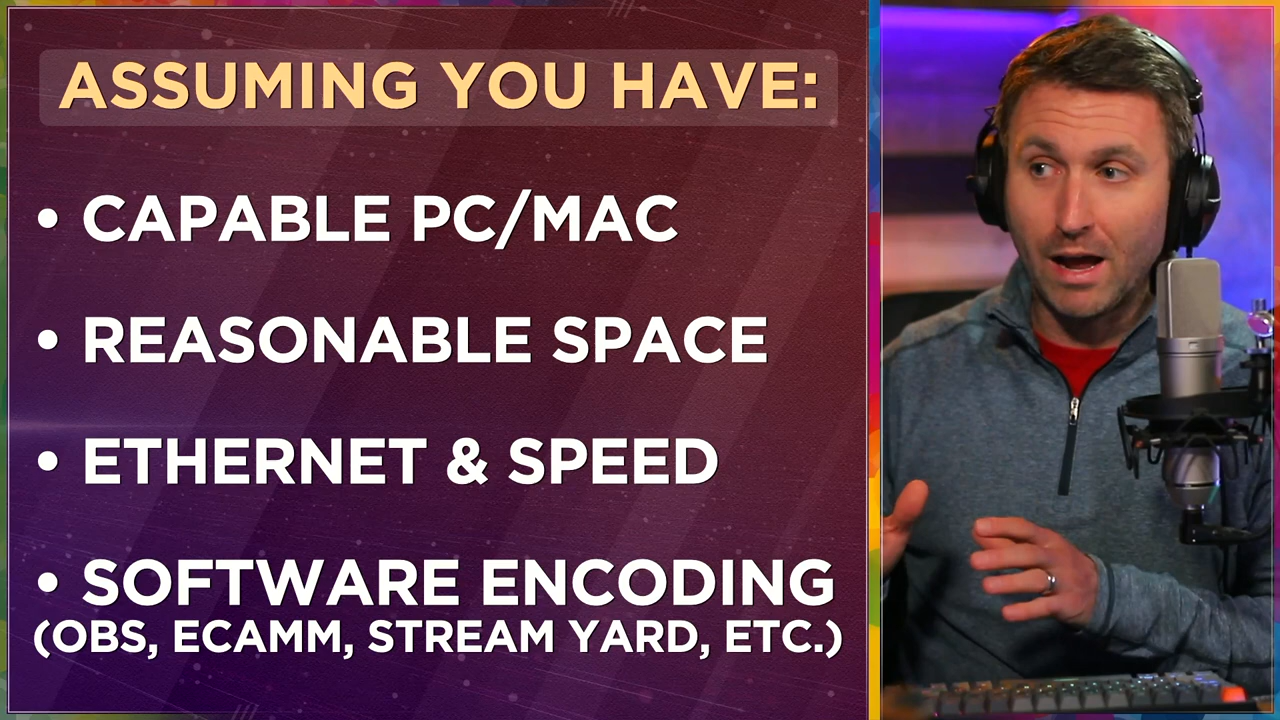 ASSUMING YOU HAVE:
• CAPABLE PC/MAC
• REASONABLE SPACE
• ETHERNET & SPEED
• SOFTWARE ENCODING
(OBS, ECAMM, STREAM YARD, ETC.)